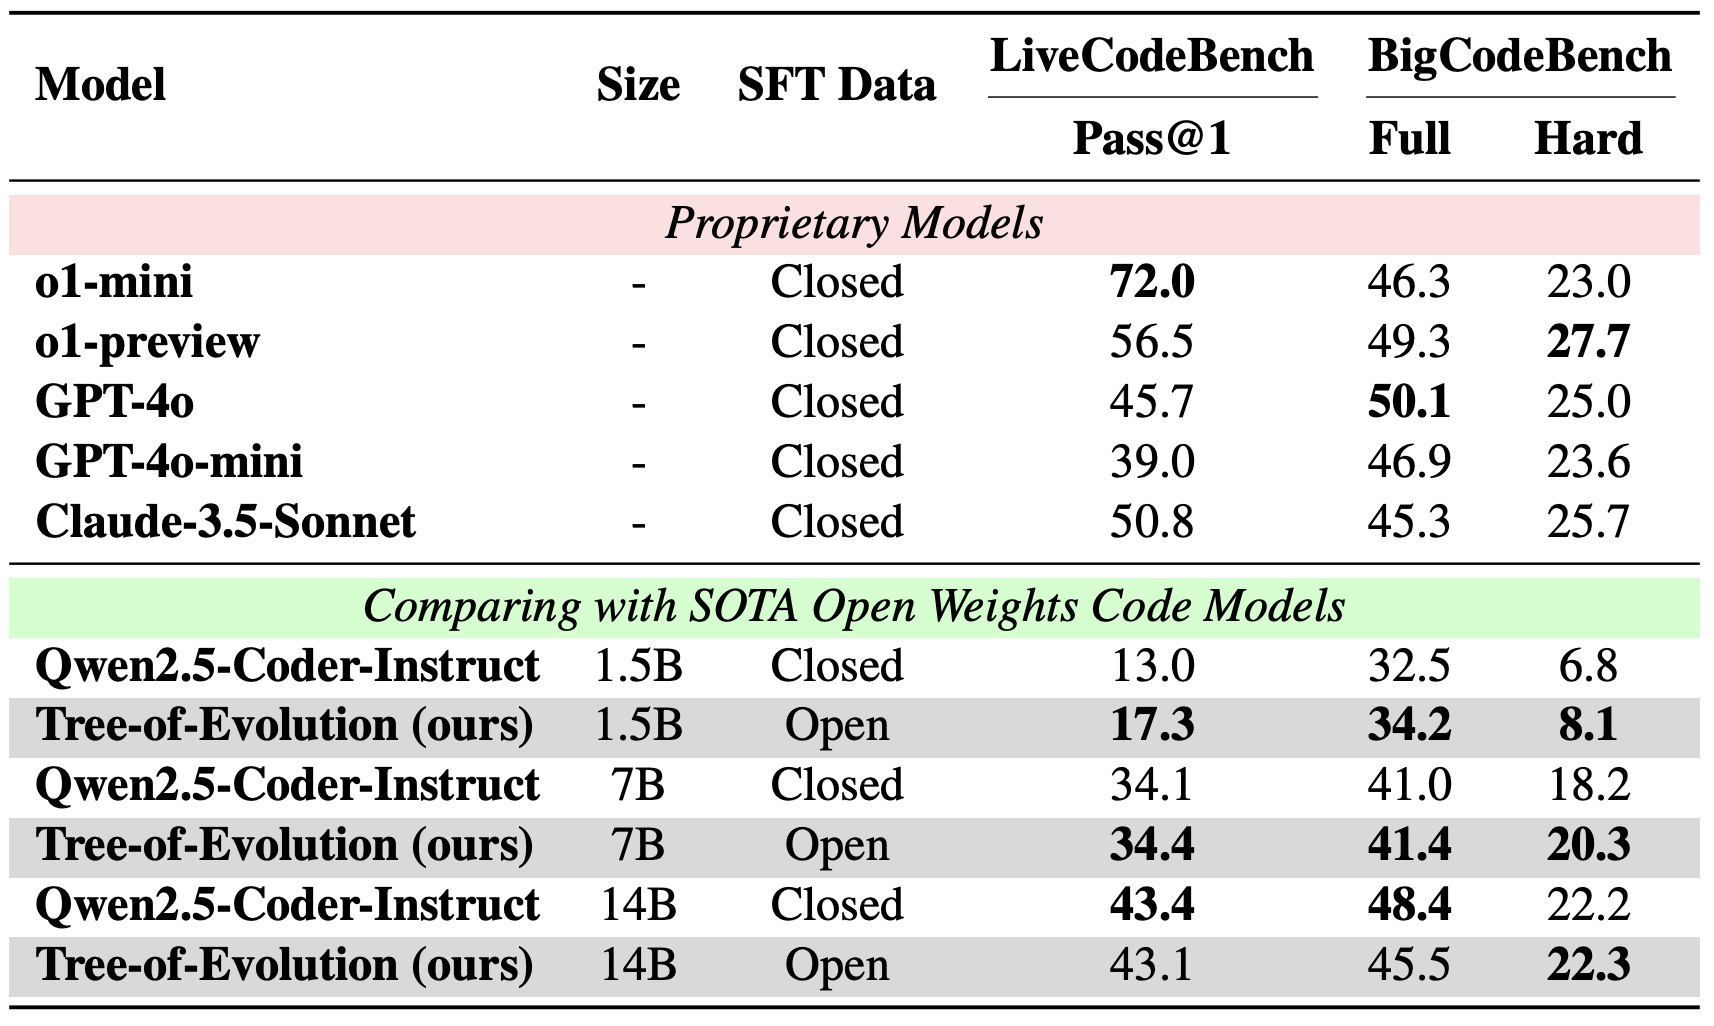 Model Size SFT Data LiveCodeBench BigCodeBench
Pass@1 Full Hard
Proprietary Models
o1-mini - Closed 72.0 46.3 23.0
o1-preview - Closed 56.5 49.3 27.7
GPT-4o - Closed 45.7 50.1 25.0
GPT-4o-mini - Closed 39.0 46.9 23.6
Claude-3.5-Sonnet - Closed 50.8 45.3 25.7
Comparing with SOTA Open Weights Code Models
Qwen2.5-Coder-Instruct 1.5B Closed 13.0 32.5 6.8
Tree-of-Evolution (ours) 1.5B Open 17.3 34.2 8.1
Qwen2.5-Coder-Instruct 7B Closed 34.1 41.0 18.2
Tree-of-Evolution (ours) 7B Open 34.4 41.4 20.3
Qwen2.5-Coder-Instruct 14B Closed 43.4 48.4 22.2
Tree-of-Evolution (ours) 14B Open 43.1 45.5 22.3